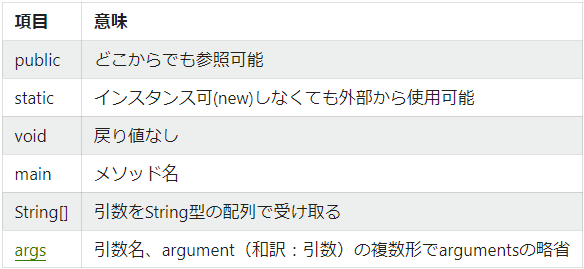 項目 意味
public どこからでも参照可能
static インスタンス可(new)しなくても外部から使用可能
void 戻り値なし
main メソッド名
String[] 引数をString型の配列で受け取る
args 引数名、argument（和訳：引数）の複数形でargumentsの略省